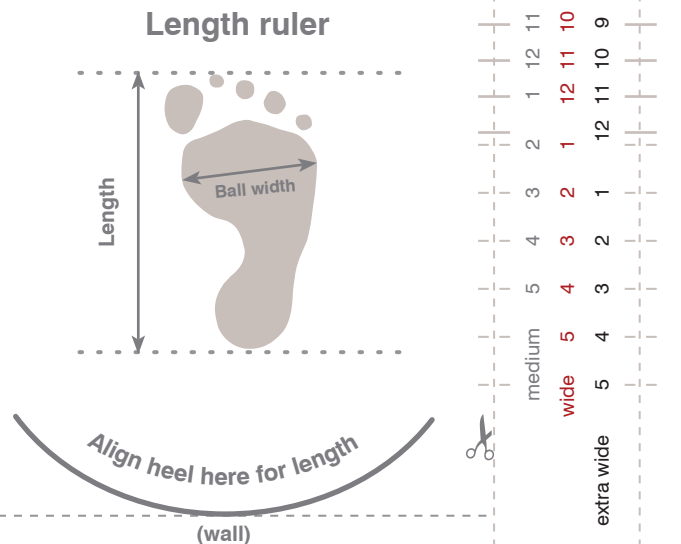 Length ruler
Length
Ball width
Align heel here for length
(wall)
11 10 9
12 11 10
1 12 11
12
2 1
3 2 1
4 3 2
5 4 3
medium 5 4
wide 5
extra wide